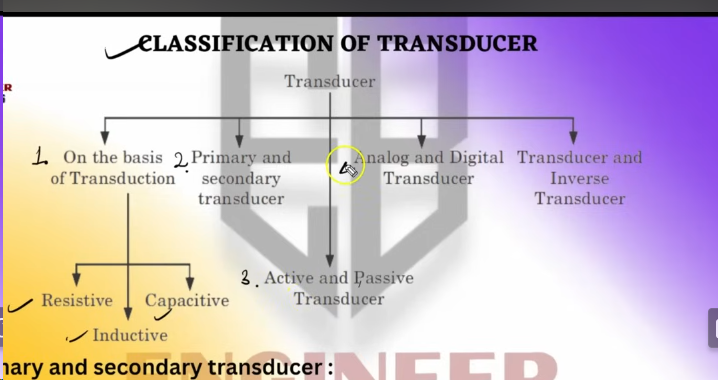 CLASSIFICATION OF TRANSDUCER
Transducer
R
1. On the basis
of Transduction
2. Primary and
secondary
transducer
Analog and Digital
Transducer
Transducer and
Inverse
Transducer
3. Active and Passive
Transducer
Resistive
Capacitive
Inductive
nary and secondary transducer :
ENGINEER